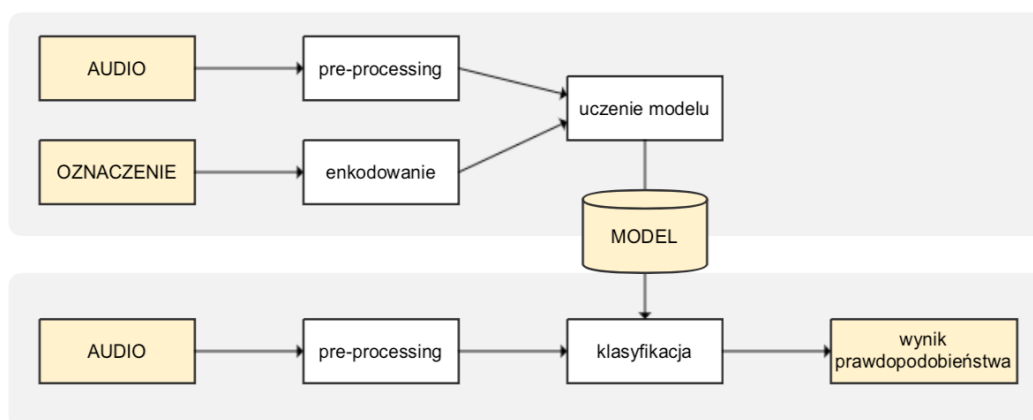 AUDIO
pre-processing
uczenie modelu
OZNACZENIE
enkodowanie
MODEL
AUDIO
pre-processing
klasyfikacja
wynik
prawdopodobieństwa